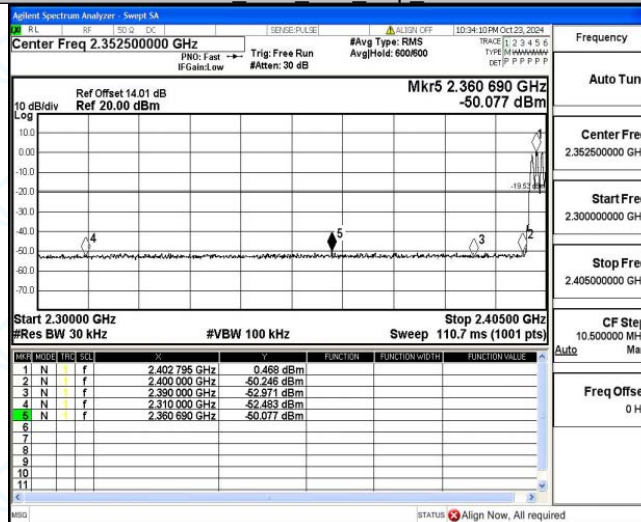 Agilent Spectrum Analyzer - Swept SA
RL RF 50 Ω DC SENSE:PULSE ALIGN OFF 10:34:10 PM Oct 23, 2024
Center Freq 2.352500000 GHz
PNO: Fast
IFGain:Low
Trig: Free Run
#Atten: 30 dB
#Avg Type: RMS
Avg|Hold: 600/600
TRACE 1 2 3 4 5 6
TYPE M
DET P P P P P P
Ref Offset 14.01 dB
Ref 20.00 dBm
10 dB/div
Log
Mkr5 2.360 690 GHz
-50.077 dBm
10.0
0.00
-10.0
-20.0
-30.0
-40.0
-50.0
-60.0
-70.0
1
4
5
3
2
Start 2.30000 GHz
Stop 2.40500 GHz
#Res BW 30 kHz
#VBW 100 kHz
Sweep 110.7 ms (1001 pts)
MKR MODE TRC SCL X Y FUNCTION FUNCTION WIDTH FUNCTION VALUE
1 N 1 f 2.402 795 GHz 0.468 dBm
2 N 1 f 2.400 000 GHz -50.246 dBm
3 N 1 f 2.390 000 GHz -52.971 dBm
4 N 1 f 2.310 000 GHz -52.483 dBm
5 N 1 f 2.360 690 GHz -50.077 dBm
6
7
8
9
10
11
MSG
STATUS Align Now, All required
Frequency
Auto Tun
Center Fre
2.352500000 GH
Start Fre
2.300000000 GH
Stop Fre
2.405000000 GH
CF Step
10.500000 MH
Auto Ma
Freq Offse
0 H